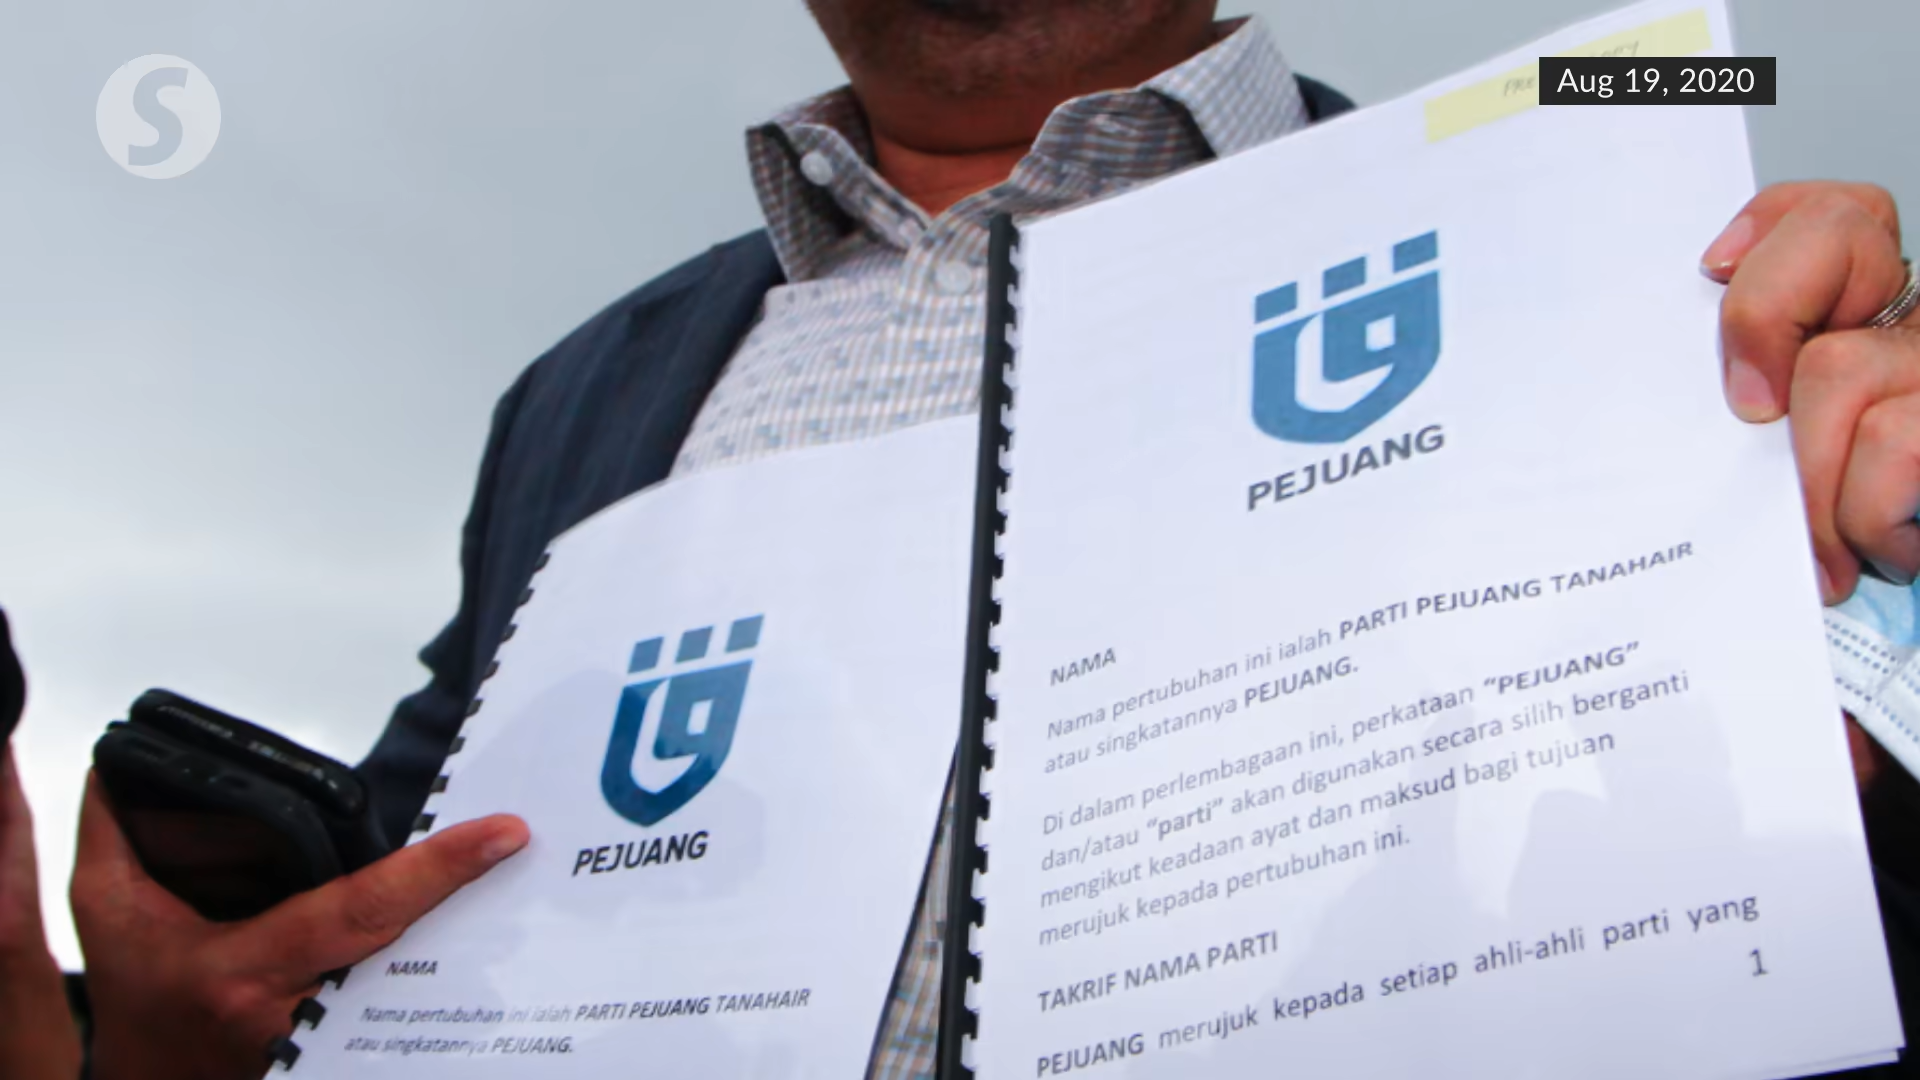 S
Aug 19, 2020
PEJUANG
NAMA
Nama pertubuhan ini ialah PARTI PEJUANG TANAHAIR
atau singkatannya PEJUANG.
Di dalam perlembagaan ini, perkataan “PEJUANG”
dan/atau “parti” akan digunakan secara silih berganti
mengikut keadaan ayat dan maksud bagi tujuan
merujuk kepada pertubuhan ini.
TAKRIF NAMA PARTI
PEJUANG merujuk kepada setiap ahli-ahli parti yang
1
PEJUANG
NAMA
Nama pertubuhan ini ialah PARTI PEJUANG TANAHAIR
atau singkatannya PEJUANG.